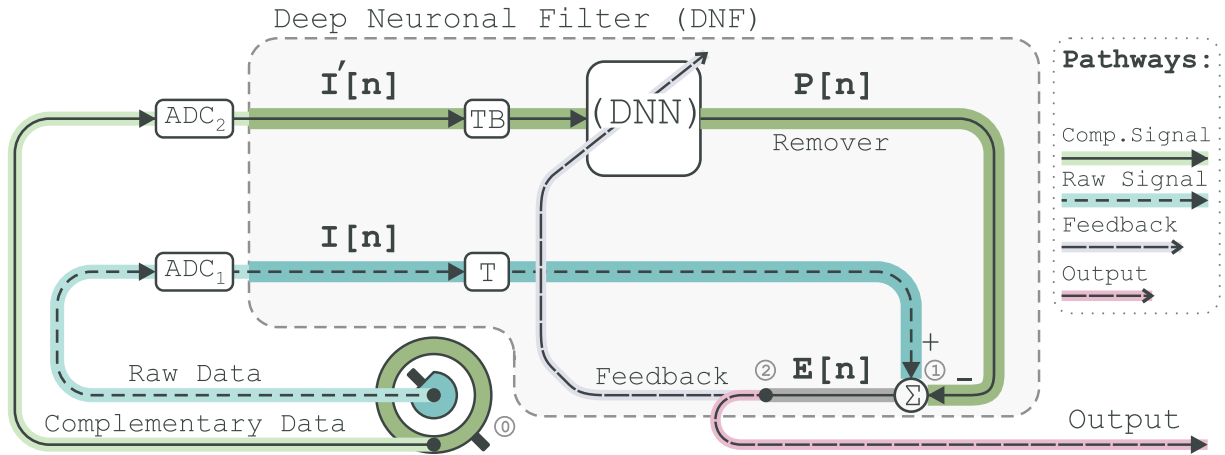 Deep Neuronal Filter (DNF)
Pathways:
I′[n]
P[n]
ADC₂
TB
(DNN)
Remover
Comp.Signal
Raw Signal
Feedback
Output
I[n]
ADC₁
T
+
E[n]
①
②
Feedback
−
Σ
Raw Data
Complementary Data
⓪
Output